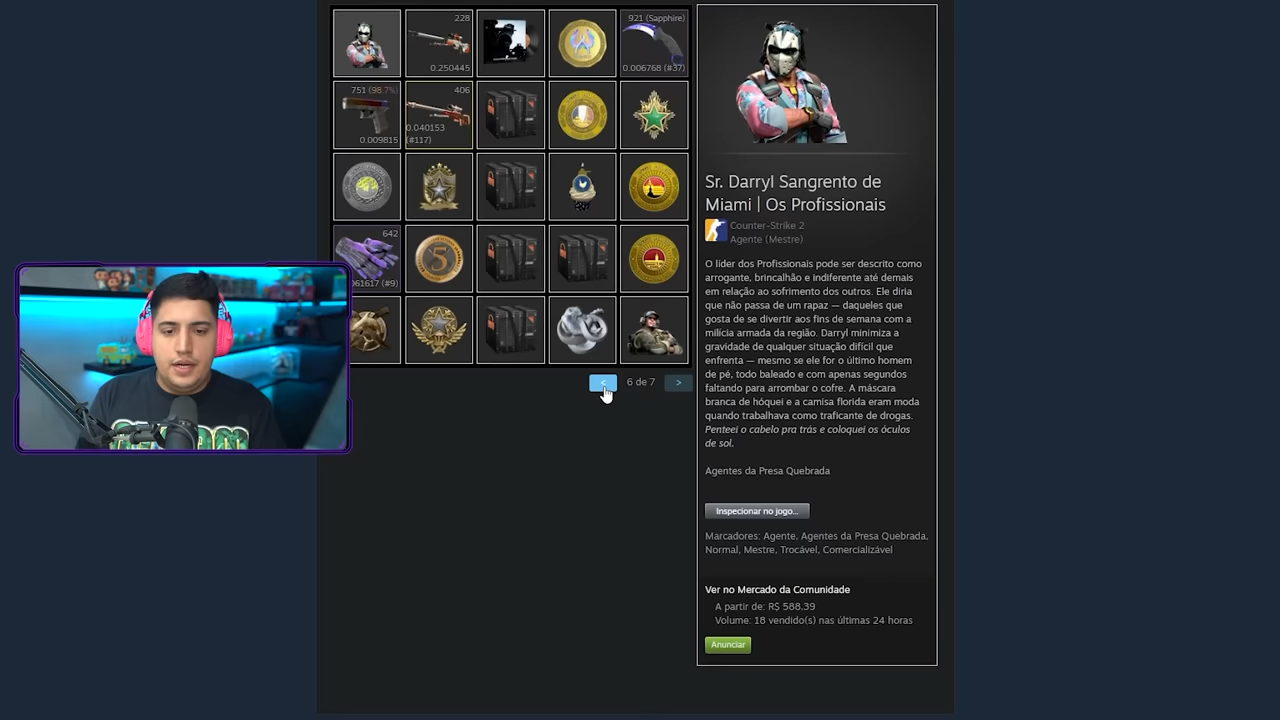 228
0.250445
921 (Sapphire)
0.006768 (#37)
751 (98.7%)
0.009815
406
0.040153
(#117)
642
061617 (#9)
5
< 6 de 7 >
Sr. Darryl Sangrento de
Miami | Os Profissionais
Counter-Strike 2
Agente (Mestre)
O líder dos Profissionais pode ser descrito como
arrogante, brincalhão e indiferente até demais
em relação ao sofrimento dos outros. Ele diria
que não passa de um rapaz — daqueles que
gosta de se divertir aos fins de semana com a
milícia armada da região. Darryl minimiza a
gravidade de qualquer situação difícil que
enfrenta — mesmo se ele for o último homem
de pé, todo baleado e com apenas segundos
faltando para arrombar o cofre. A máscara
branca de hóquei e a camisa florida eram moda
quando trabalhava como traficante de drogas.
Penteei o cabelo pra trás e coloquei os óculos
de sol.
Agentes da Presa Quebrada
Inspecionar no jogo...
Marcadores: Agente, Agentes da Presa Quebrada,
Normal, Mestre, Trocável, Comercializável
Ver no Mercado da Comunidade
A partir de: R$ 588,39
Volume: 18 vendido(s) nas últimas 24 horas
Anunciar